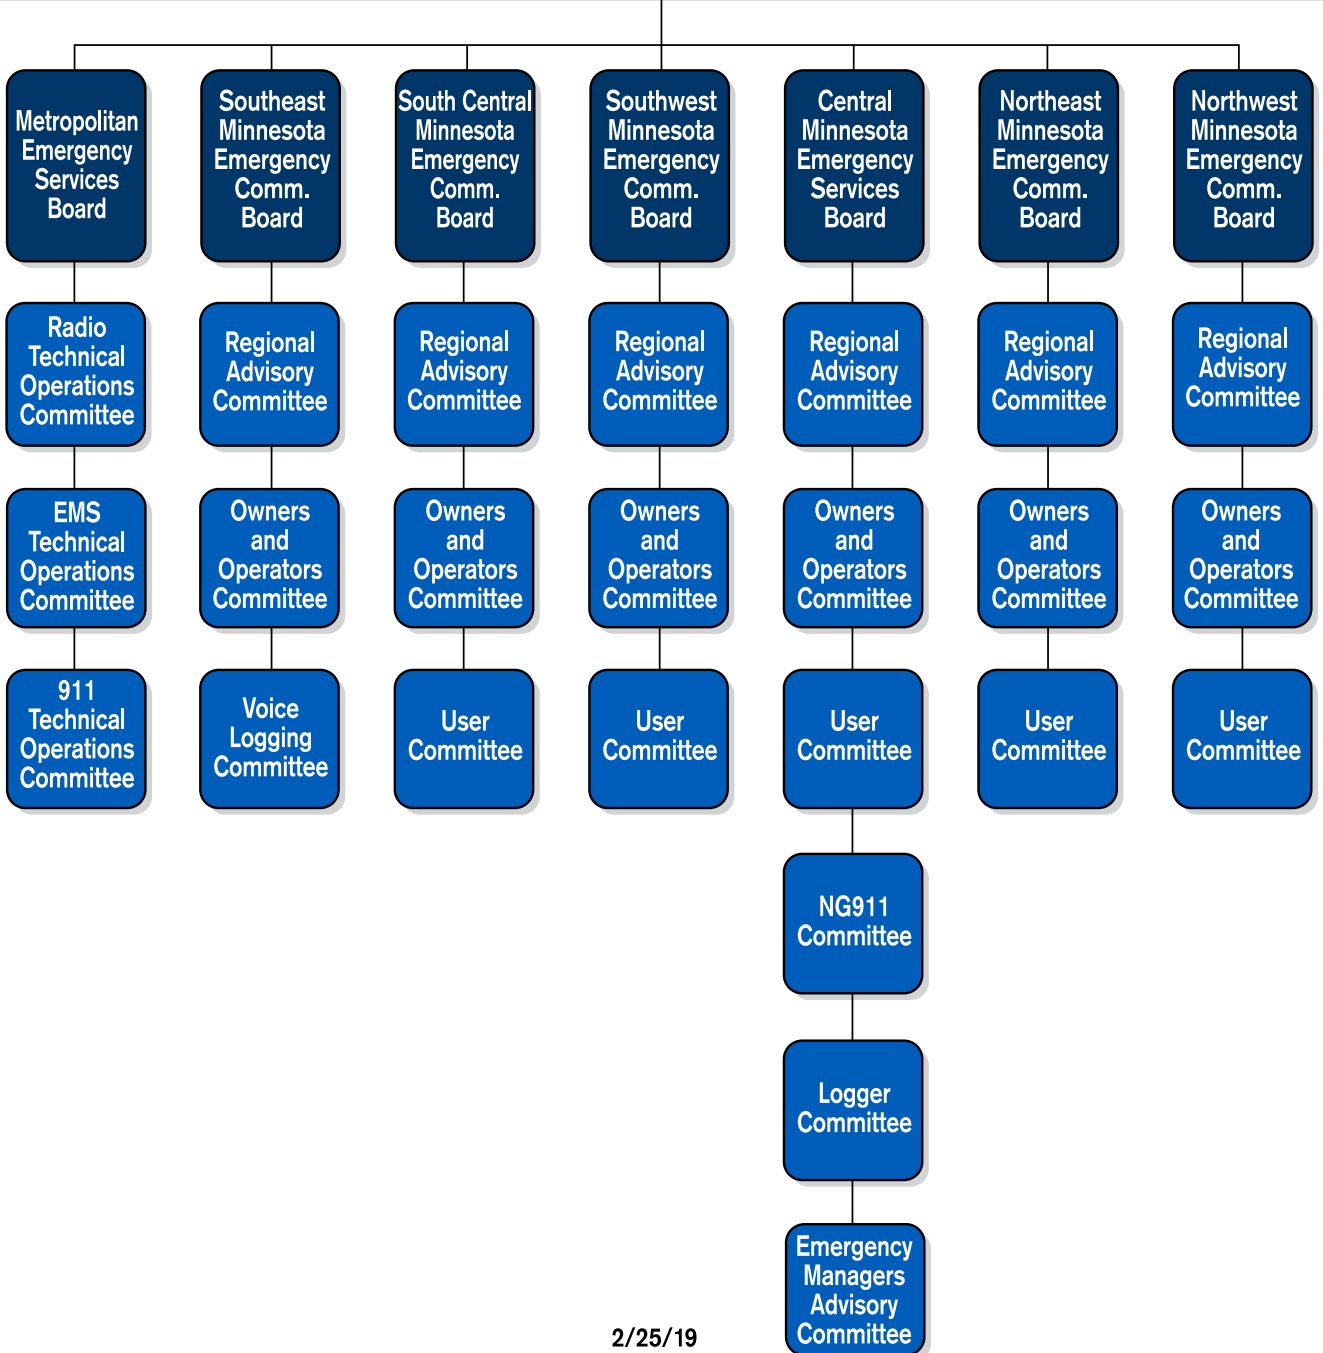 Metropolitan
Emergency
Services
Board
Southeast
Minnesota
Emergency
Comm.
Board
South Central
Minnesota
Emergency
Comm.
Board
Southwest
Minnesota
Emergency
Comm.
Board
Central
Minnesota
Emergency
Services
Board
Northeast
Minnesota
Emergency
Comm.
Board
Northwest
Minnesota
Emergency
Comm.
Board
Radio
Technical
Operations
Committee
Regional
Advisory
Committee
Regional
Advisory
Committee
Regional
Advisory
Committee
Regional
Advisory
Committee
Regional
Advisory
Committee
Regional
Advisory
Committee
EMS
Technical
Operations
Committee
Owners
and
Operators
Committee
Owners
and
Operators
Committee
Owners
and
Operators
Committee
Owners
and
Operators
Committee
Owners
and
Operators
Committee
Owners
and
Operators
Committee
911
Technical
Operations
Committee
Voice
Logging
Committee
User
Committee
User
Committee
User
Committee
User
Committee
User
Committee
NG911
Committee
Logger
Committee
Emergency
Managers
Advisory
Committee
2/25/19